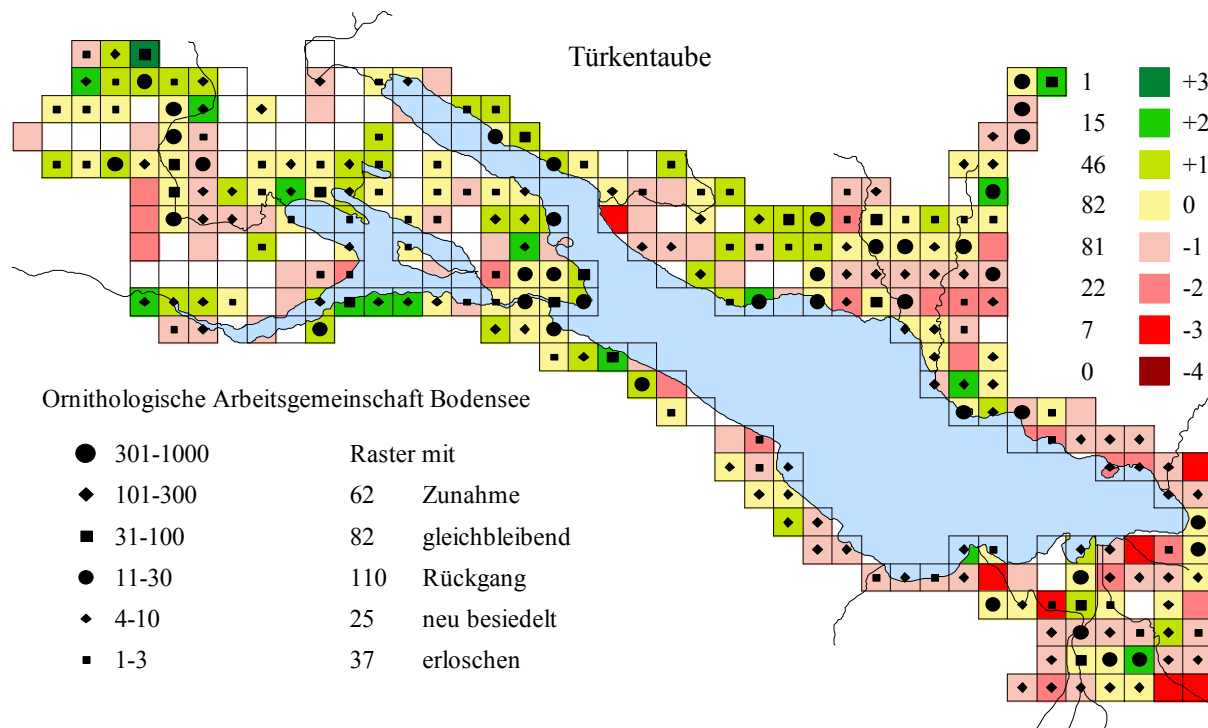 Türkentaube
1 +3
15 +2
46 +1
82 0
81 -1
22 -2
7 -3
0 -4
Ornithologische Arbeitsgemeinschaft Bodensee
301-1000 Raster mit
101-300 62 Zunahme
31-100 82 gleichbleibend
11-30 110 Rückgang
4-10 25 neu besiedelt
1-3 37 erloschen